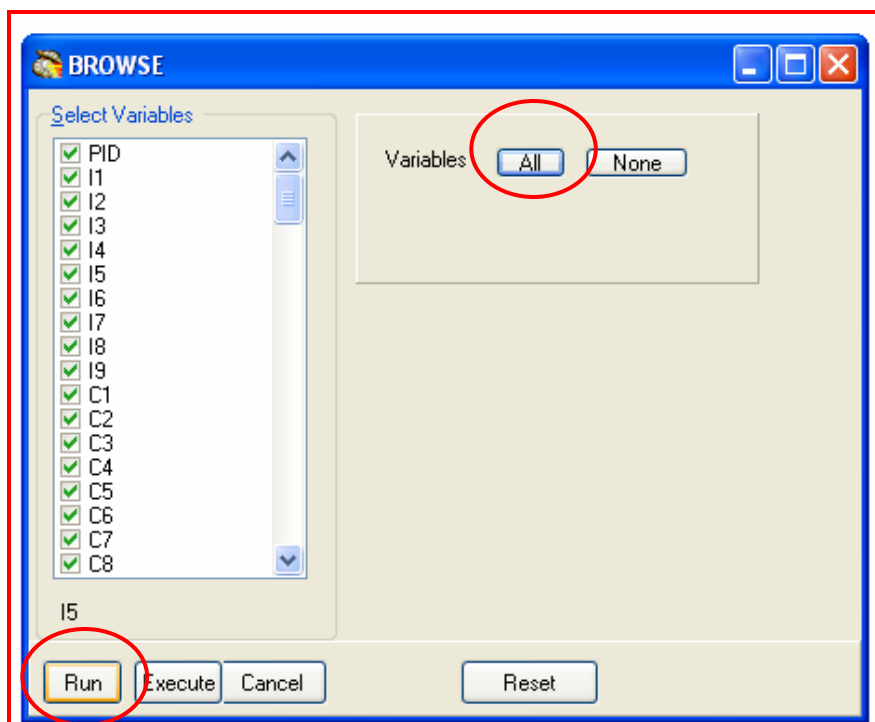 BROWSE
Select Variables
PID
I1
I2
I3
I4
I5
I6
I7
I8
I9
C1
C2
C3
C4
C5
C6
C7
C8
I5
Variables All None
Run Execute Cancel Reset